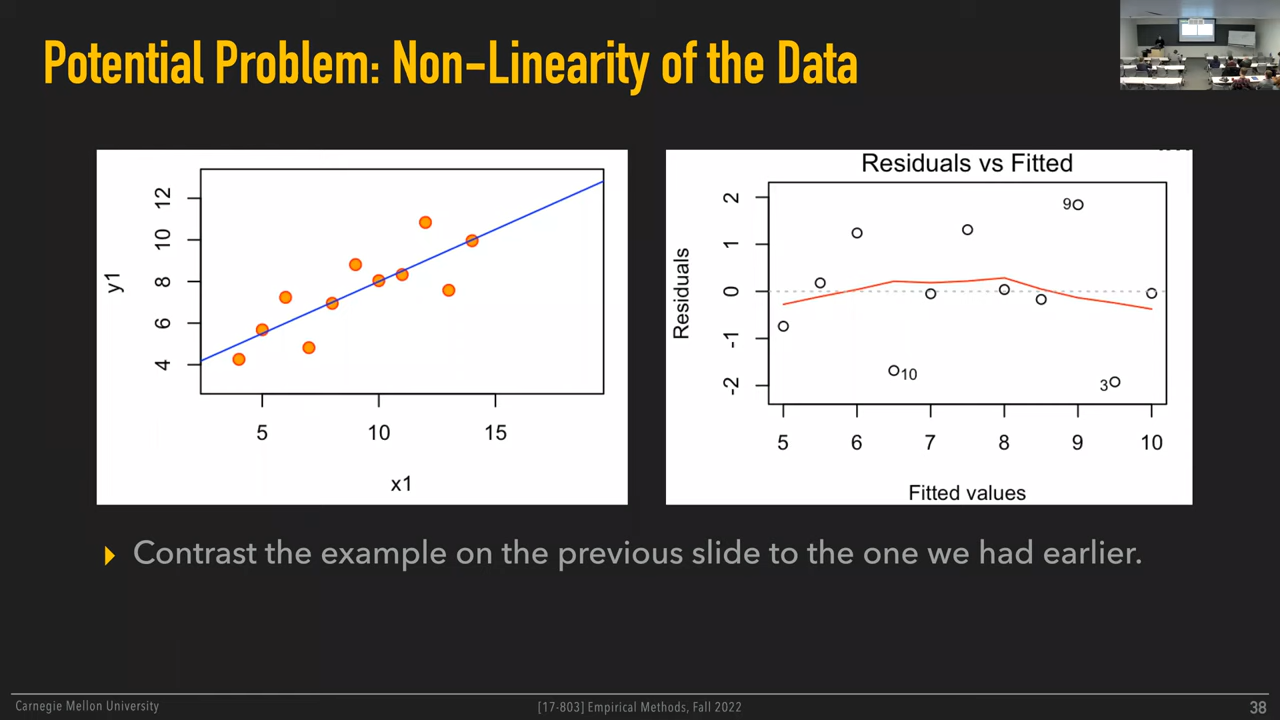 Potential Problem: Non-Linearity of the Data
12
10
8
6
4
y1
5 10 15
x1
Residuals vs Fitted
2
1
0
-1
-2
Residuals
9
10
3
5 6 7 8 9 10
Fitted values
Contrast the example on the previous slide to the one we had earlier.
Carnegie Mellon University
[17-803] Empirical Methods, Fall 2022
38